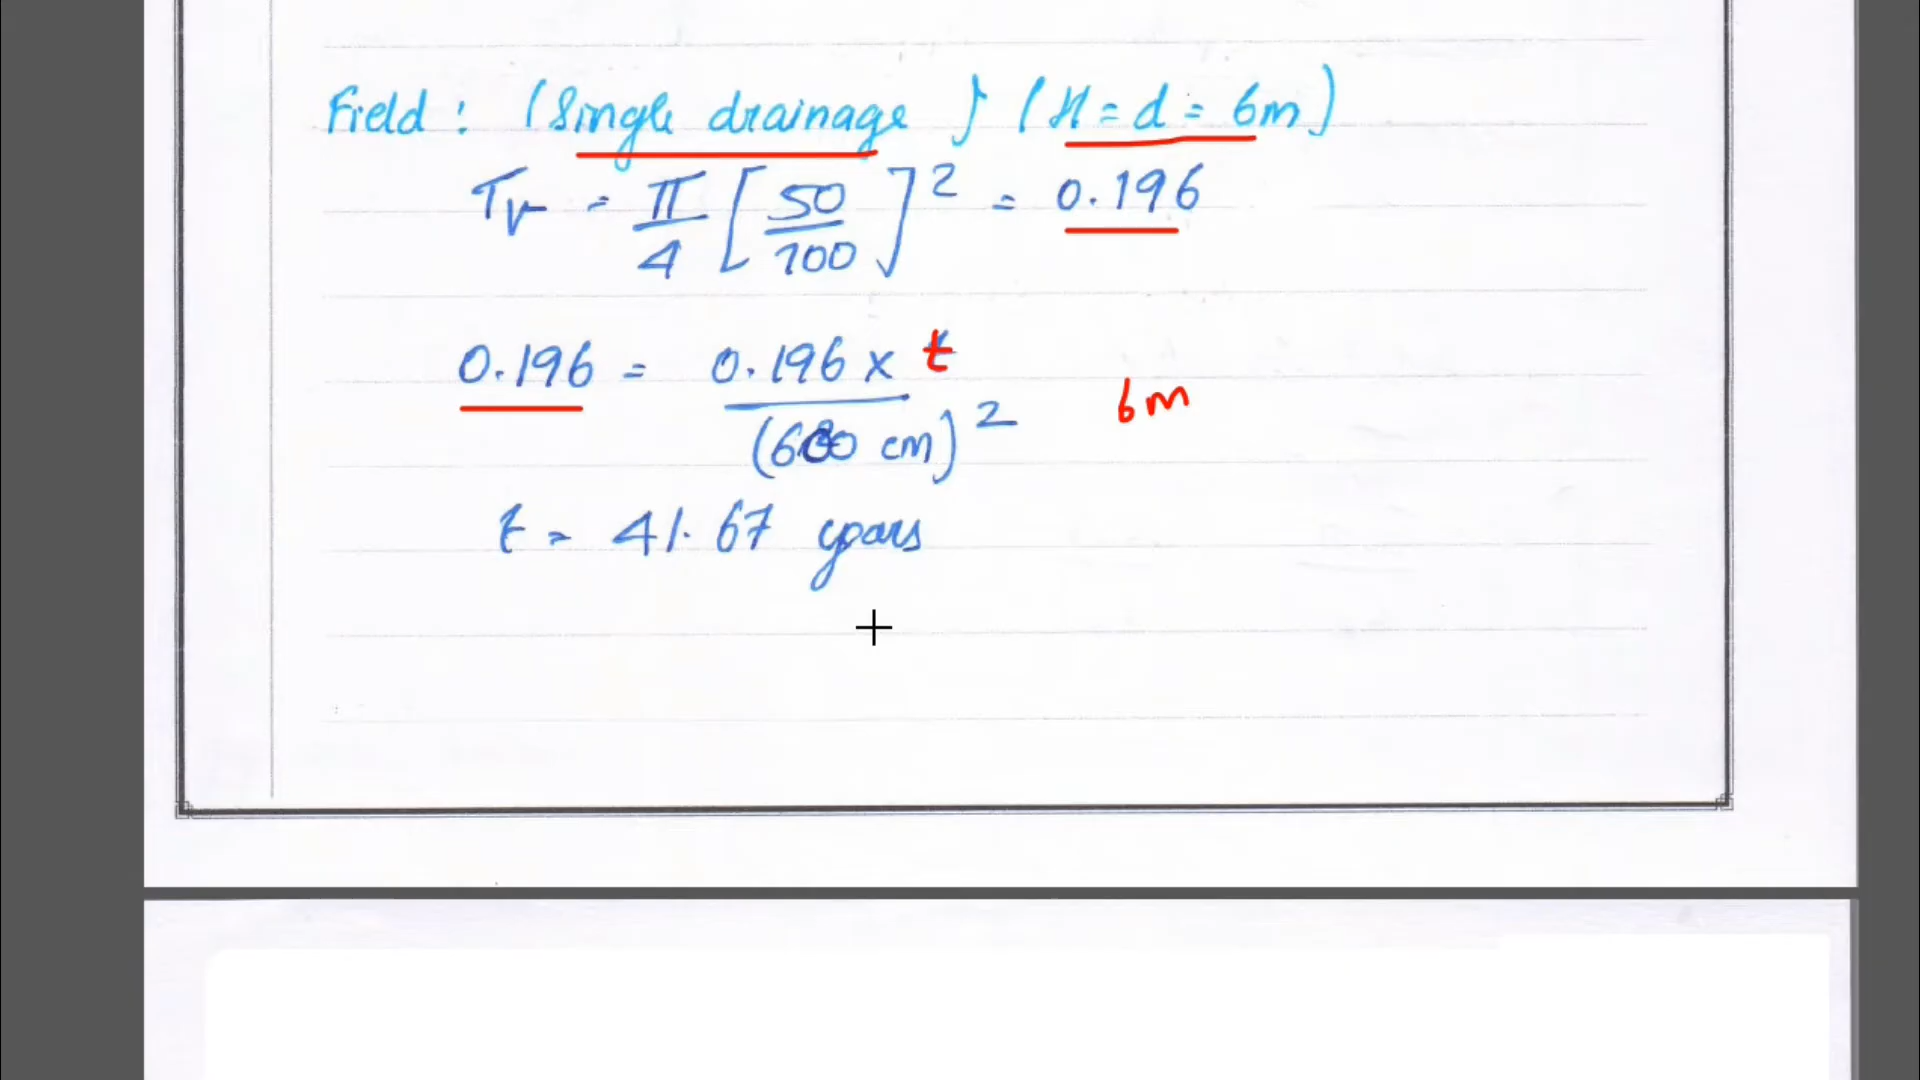 Field : (Single drainage) (H = d = 6m)
Tv = π/4 [50/100]² = 0.196
0.196 = 0.196 x t / (600 cm)² 6m
t = 41.67 years